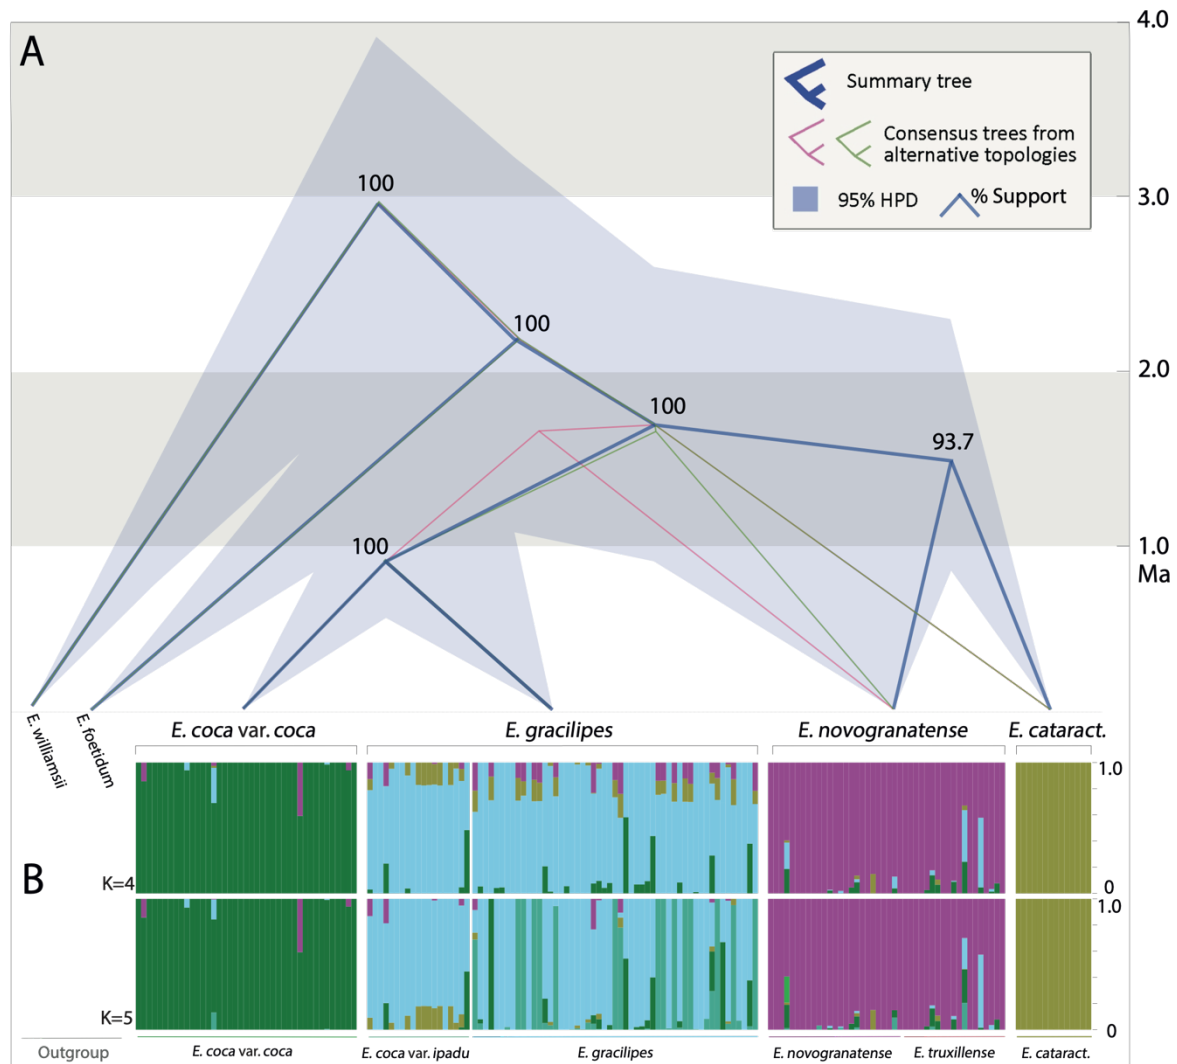 A
4.0
Summary tree
Consensus trees from
alternative topologies
95% HPD
% Support
3.0
100
100
2.0
100
93.7
1.0
Ma
100
E. williamsii
E. foetidum
E. coca var. coca
E. gracilipes
E. novogranatense
E. cataract.
B
K=4
1.0
0
K=5
1.0
0
Outgroup
E. coca var. coca
E. coca var. ipadu
E. gracilipes
E. novogranatense
E. truxillense
E. cataract.